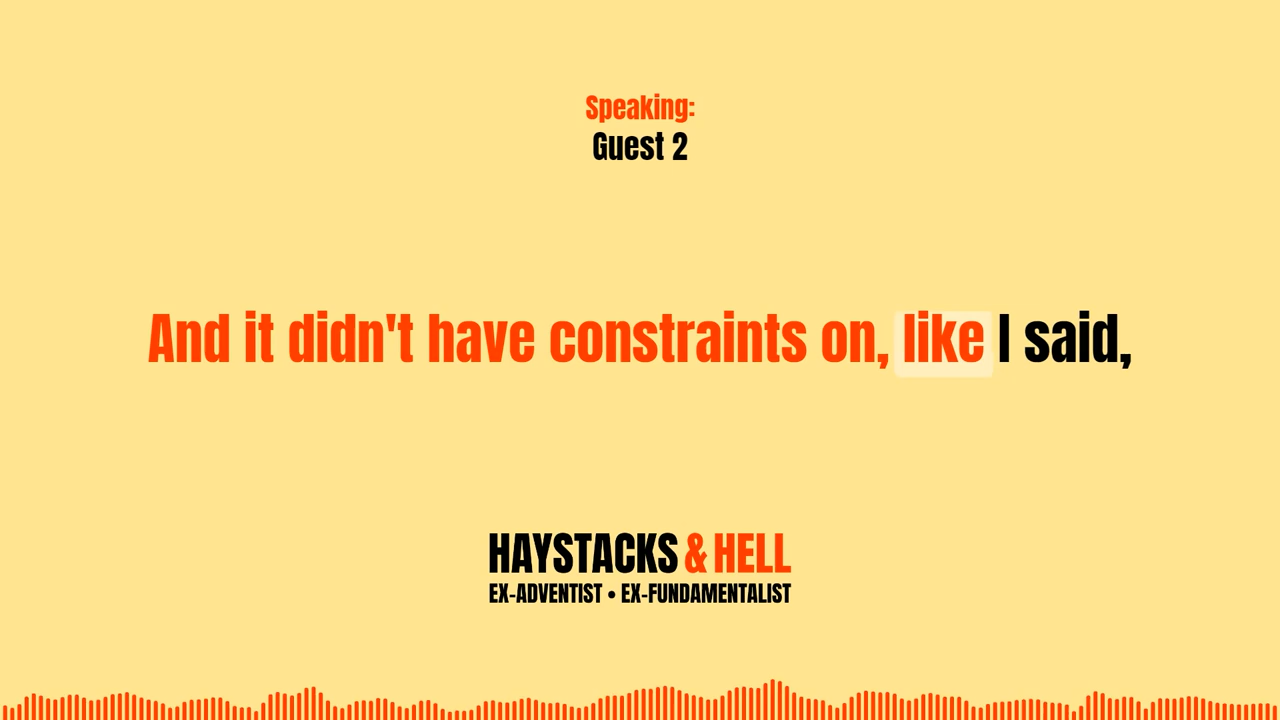 Speaking:
Guest 2
And it didn't have constraints on, like I said,
HAYSTACKS & HELL
EX-ADVENTIST • EX-FUNDAMENTALIST